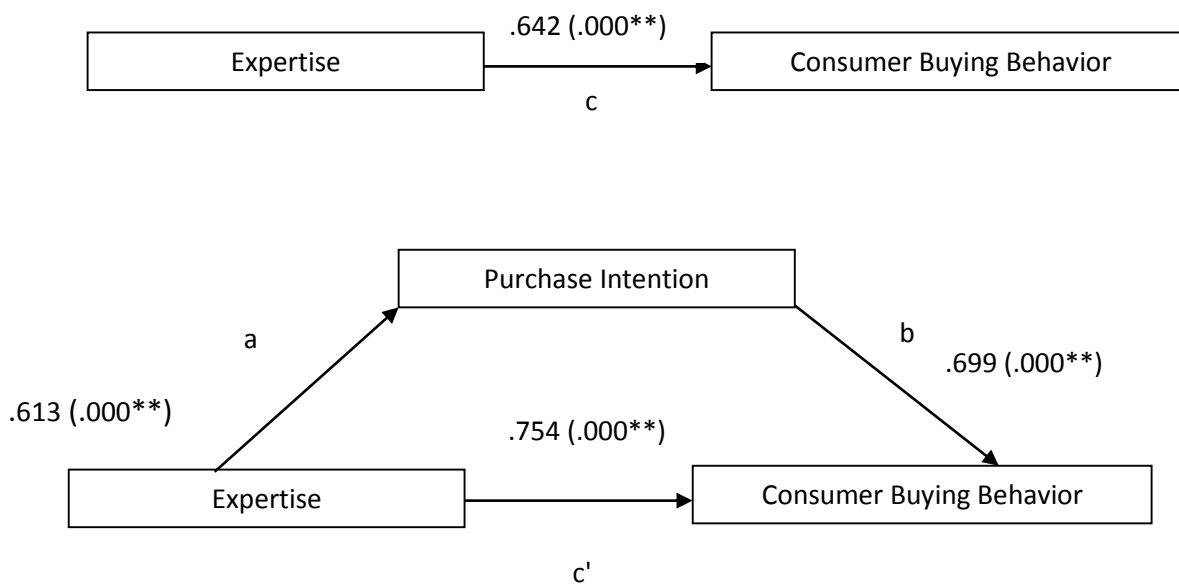 .642 (.000**)
Expertise
Consumer Buying Behavior
c
Purchase Intention
a
b
.699 (.000**)
.613 (.000**)
.754 (.000**)
Expertise
Consumer Buying Behavior
c'